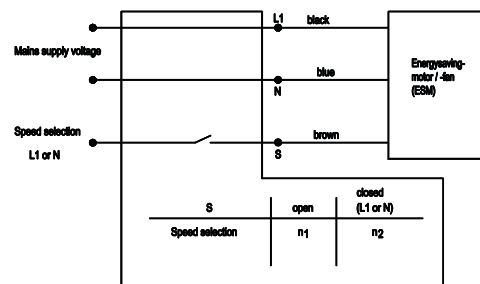 L1
black
Mains supply voltage
Energysaving-
motor / -fan
(ESM)
blue
N
Speed selection
L1 or N
brown
S
closed
S
open
(L1 or N)
Speed selection
n1
n2